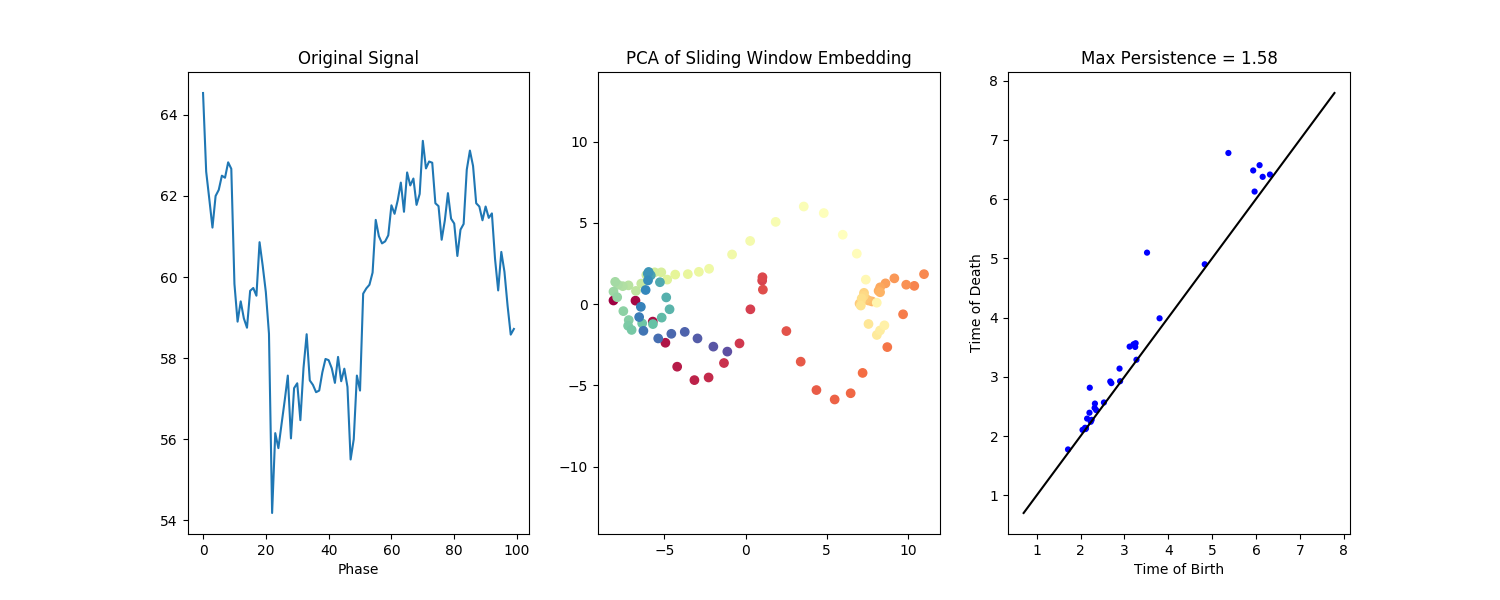 Original Signal
64
62
60
58
56
54
0 20 40 60 80 100
Phase
PCA of Sliding Window Embedding
10
5
0
−5
−10
−5 0 5 10
Max Persistence = 1.58
Time of Death
8
7
6
5
4
3
2
1
1 2 3 4 5 6 7 8
Time of Birth